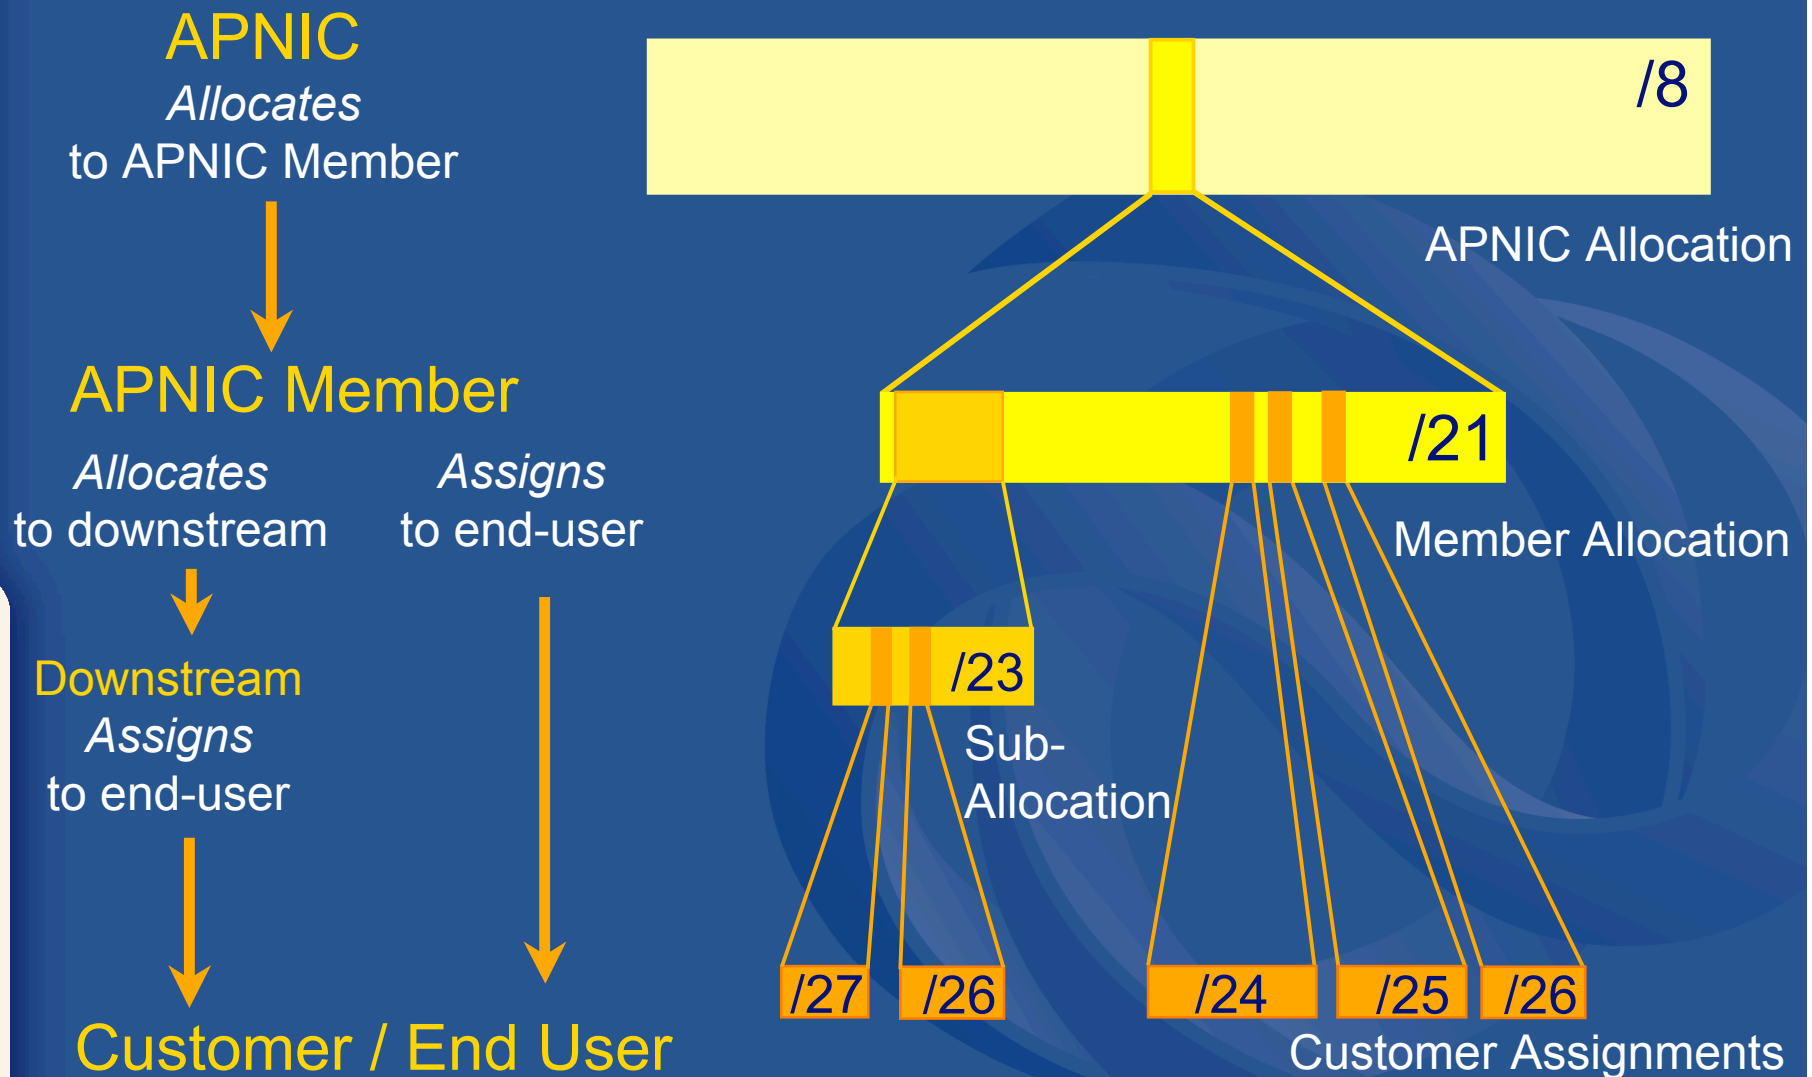 APNIC
Allocates
to APNIC Member
/8
APNIC Allocation
APNIC Member
Allocates
to downstream
Assigns
to end-user
/21
Member Allocation
Downstream
Assigns
to end-user
/23
Sub-
Allocation
/27
/26
/24
/25
/26
Customer / End User
Customer Assignments